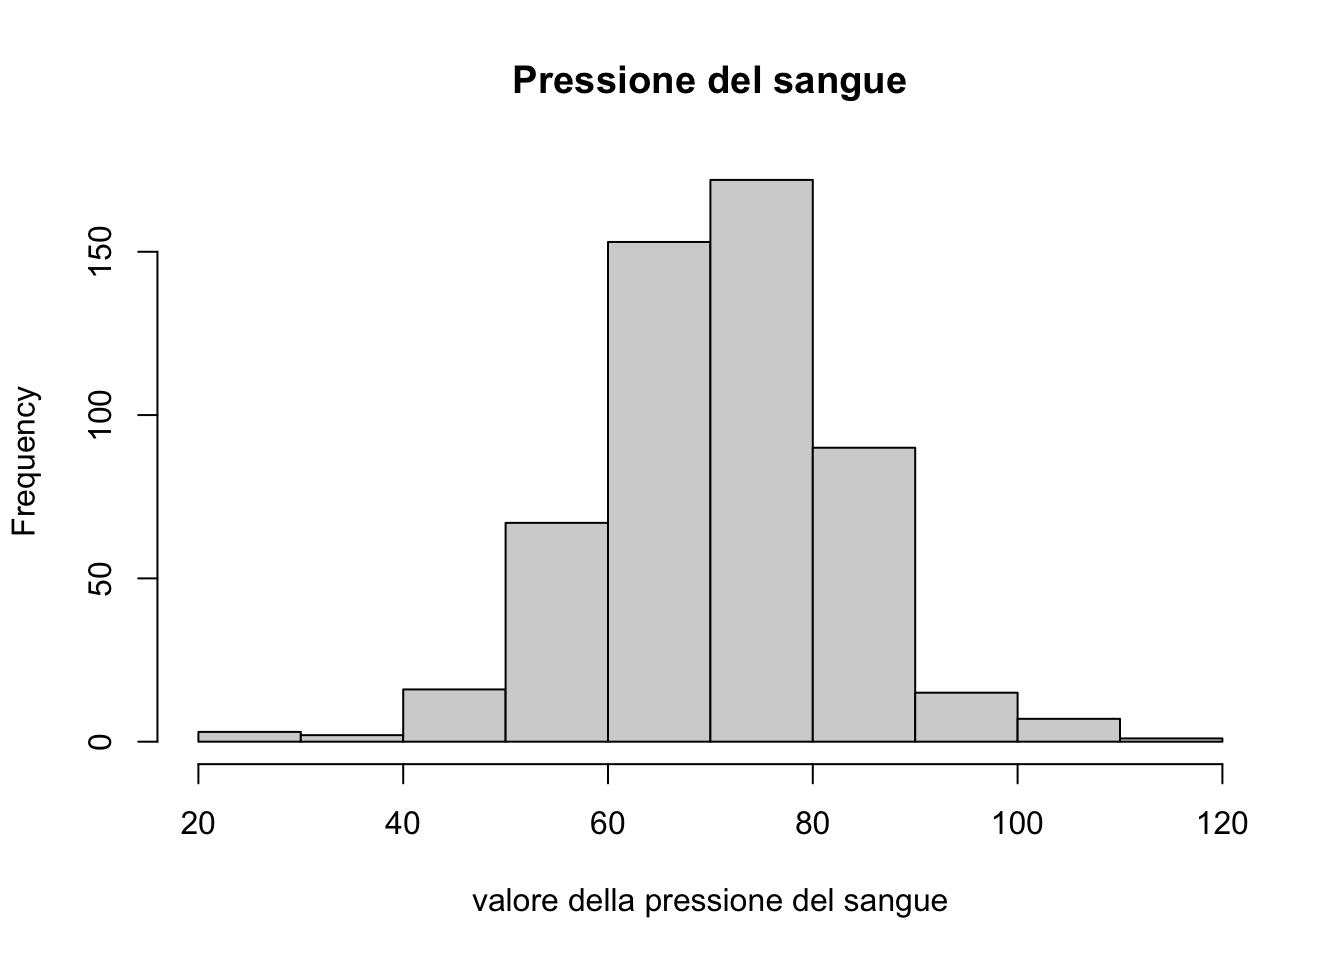 Pressione del sangue
Frequency
150
100
50
0
20 40 60 80 100 120
valore della pressione del sangue